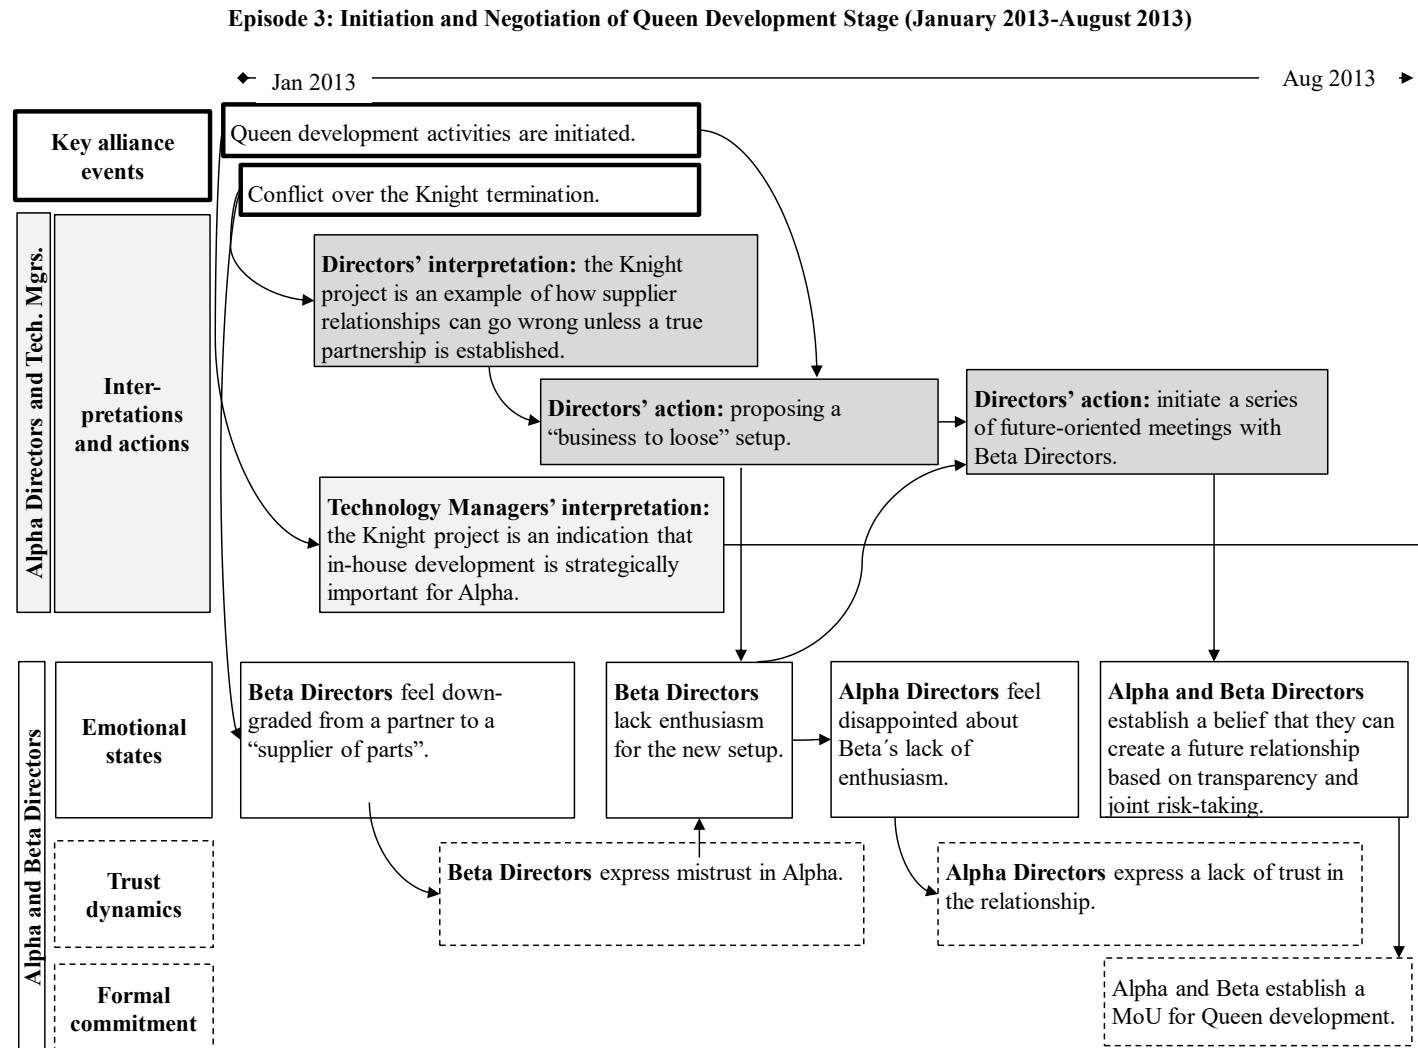 Episode 3: Initiation and Negotiation of Queen Development Stage (January 2013-August 2013)
Jan 2013
Aug 2013
Key alliance
events
Queen development activities are initiated.
Conflict over the Knight termination.
Alpha Directors and Tech. Mgrs.
Inter-
pretations
and actions
Directors’ interpretation: the Knight
project is an example of how supplier
relationships can go wrong unless a true
partnership is established.
Directors’ action: proposing a
“business to loose” setup.
Directors’ action: initiate a series
of future-oriented meetings with
Beta Directors.
Technology Managers’ interpretation:
the Knight project is an indication that
in-house development is strategically
important for Alpha.
Alpha and Beta Directors
Emotional
states
Beta Directors feel down-
graded from a partner to a
“supplier of parts”.
Beta Directors
lack enthusiasm
for the new setup.
Alpha Directors feel
disappointed about
Beta´s lack of
enthusiasm.
Alpha and Beta Directors
establish a belief that they can
create a future relationship
based on transparency and
joint risk-taking.
Trust
dynamics
Beta Directors express mistrust in Alpha.
Alpha Directors express a lack of trust in
the relationship.
Formal
commitment
Alpha and Beta establish a
MoU for Queen development.